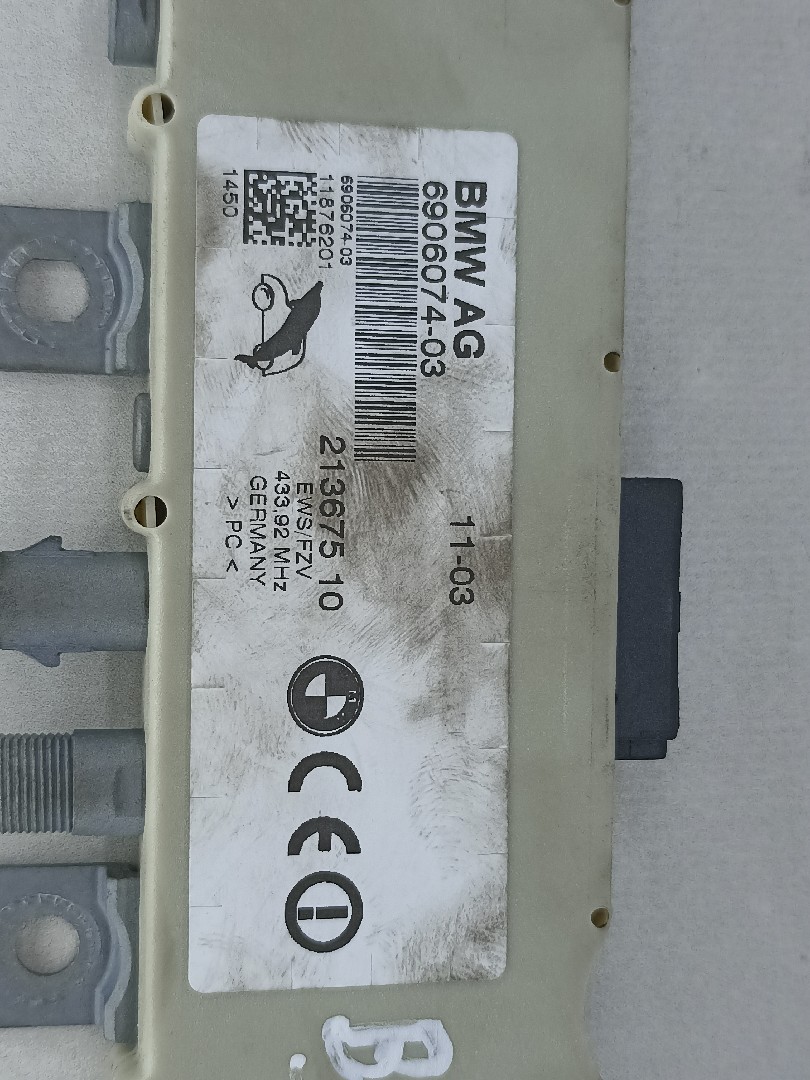 BMW AG
11-03
6906074-03
6906074-03
11876201
1450
213675 10
EWS/FZV
433,92 MHz
GERMANY
> PC <
CE
B